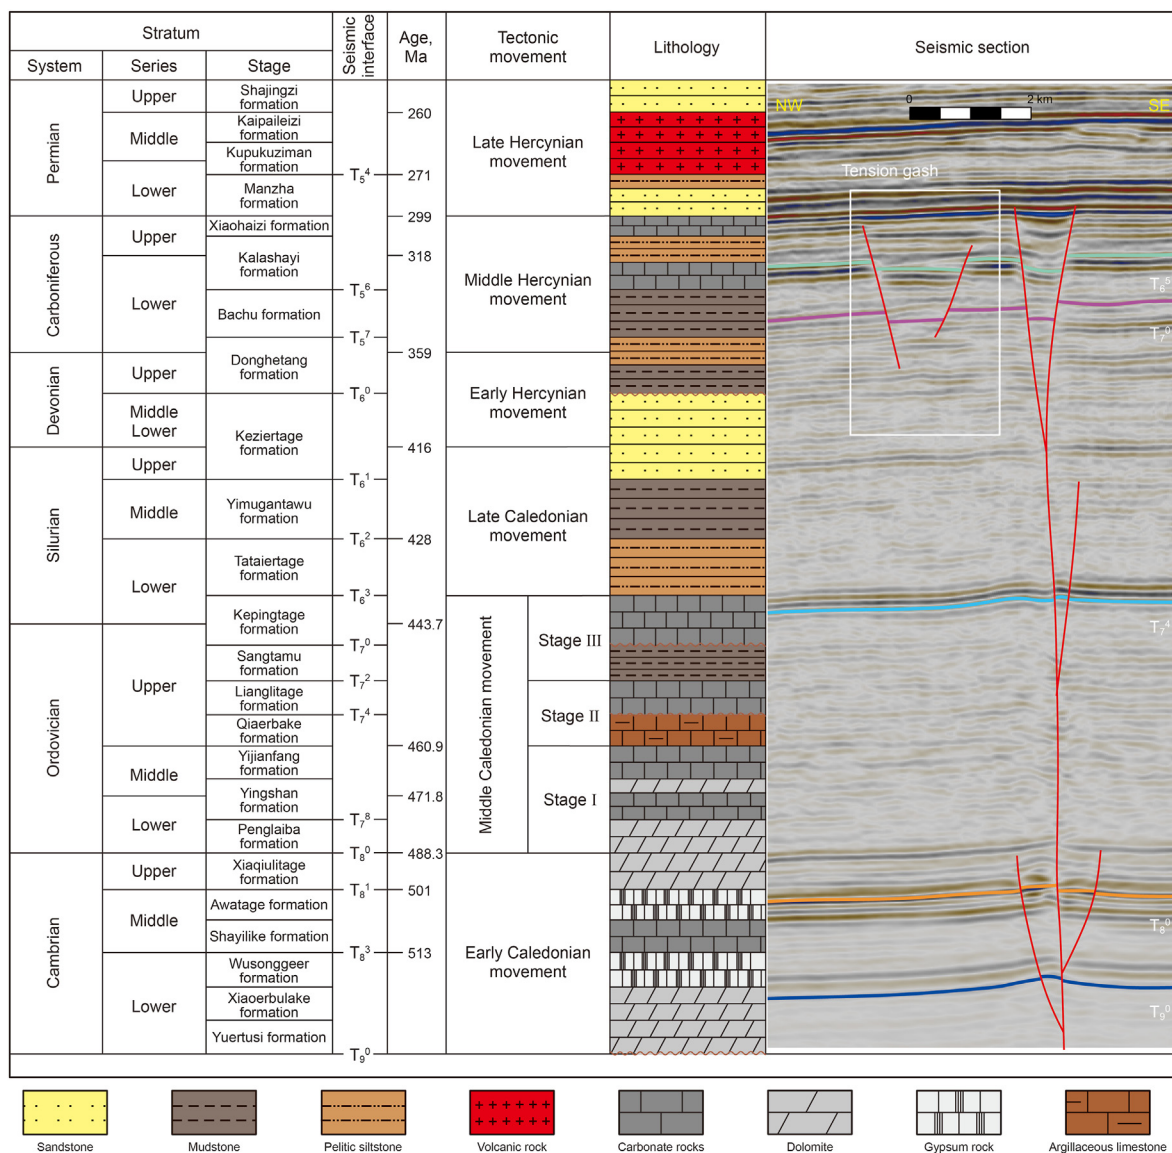 Stratum
Seismic interface
Age, Ma
Tectonic movement
Lithology
Seismic section
System
Series
Stage
Permian
Upper
Middle
Lower
Shajingzi formation
Kaipaileizi formation
Kupukuziman formation
Manzha formation
Carboniferous
Upper
Lower
Xiaohaizi formation
Kalashayi formation
Bachu formation
Devonian
Upper
Middle
Lower
Donghetang formation
Keziertage formation
Silurian
Upper
Middle
Lower
Yimugantawu formation
Tataiertage formation
Kepingtage formation
Ordovician
Upper
Middle
Lower
Sangtamu formation
Lianglitage formation
Qiaerbake formation
Yijianfang formation
Yingshan formation
Penglaiba formation
Cambrian
Upper
Middle
Lower
Xiaqiulitage formation
Awatage formation
Shayilike formation
Wusonggeer formation
Xiaoerbulake formation
Yuertusi formation
T₅⁴
T₅⁶
T₅⁷
T₆⁰
T₆¹
T₆²
T₆³
T₇⁰
T₇²
T₇⁴
T₇⁸
T₈⁰
T₈¹
T₈³
T₉⁰
260
271
299
318
359
416
428
443.7
460.9
471.8
488.3
501
513
Late Hercynian movement
Middle Hercynian movement
Early Hercynian movement
Late Caledonian movement
Middle Caledonian movement
Stage III
Stage II
Stage I
Early Caledonian movement
NW
0
2 km
SE
Tension gash
T₆⁵
T₇⁰
T₇⁴
T₈⁰
T₉⁰
Sandstone
Mudstone
Pelitic siltstone
Volcanic rock
Carbonate rocks
Dolomite
Gypsum rock
Argillaceous limestone